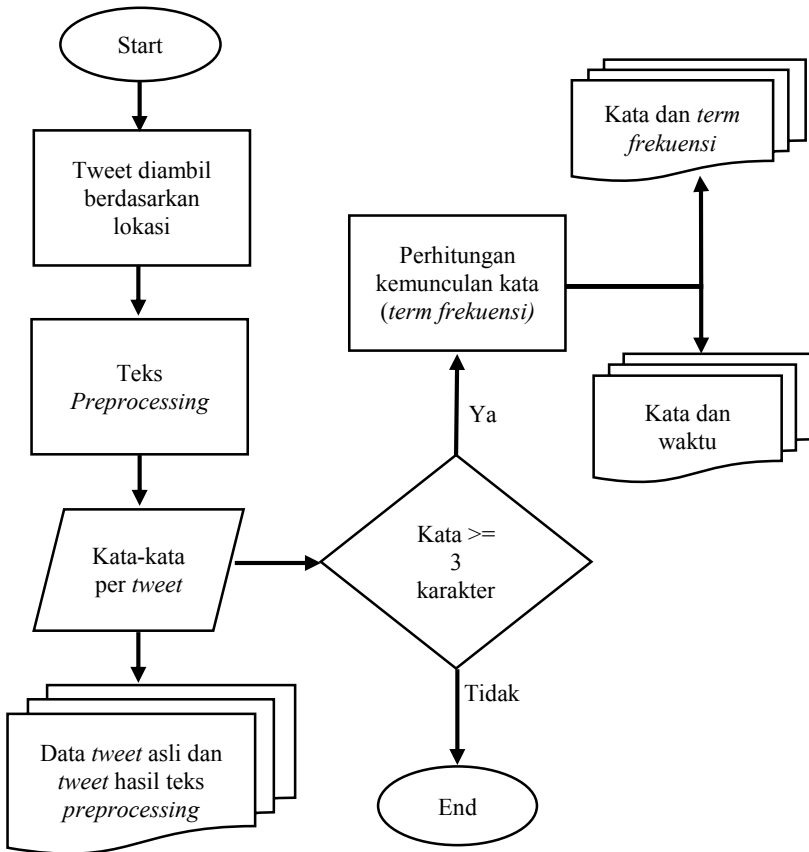 Start
Tweet diambil
berdasarkan
lokasi
Teks
Preprocessing
Kata-kata
per tweet
Data tweet asli dan
tweet hasil teks
preprocessing
Kata >=
3
karakter
Ya
Tidak
End
Perhitungan
kemunculan kata
(term frekuensi)
Kata dan term
frekuensi
Kata dan
waktu